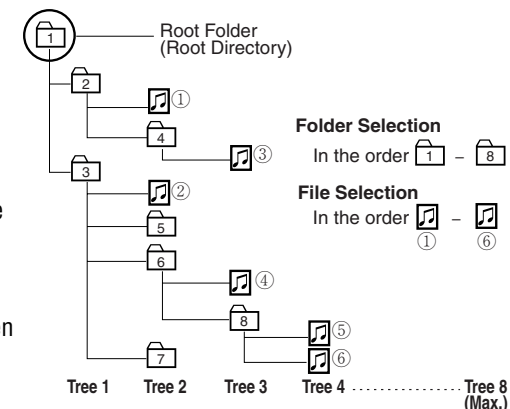 1
Root Folder
(Root Directory)
2
①
4
③
Folder Selection
In the order 1 – 8
3
②
File Selection
In the order –
① ⑥
e
5
6
④
8
en
⑤
⑥
7
Tree 1 Tree 2 Tree 3 Tree 4 ........................ Tree 8
(Max.)